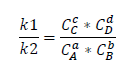 k1/k2 = C_C^c * C_D^d / C_A^a * C_B^b